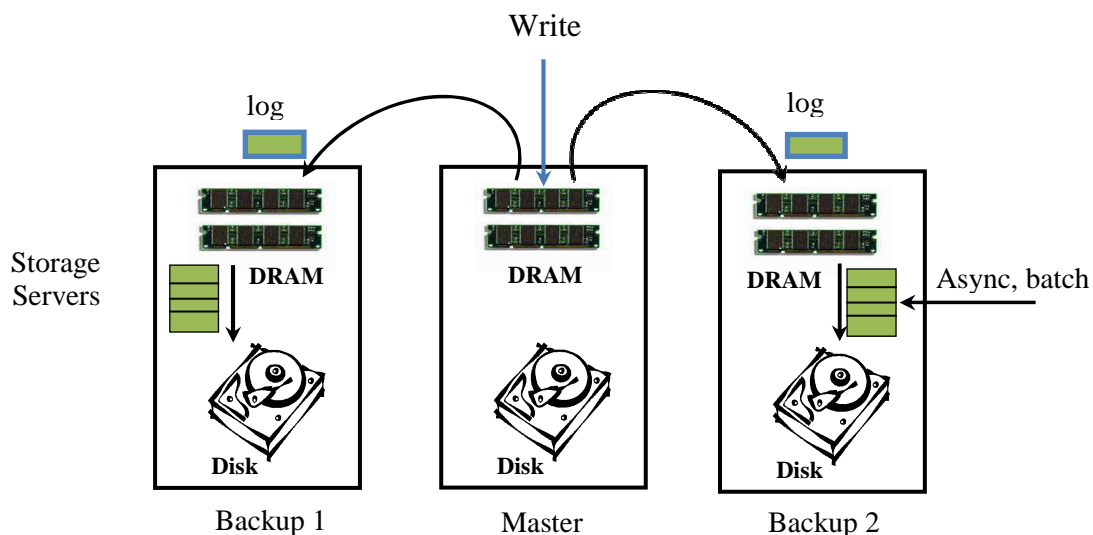 Write
log
log
Storage
Servers
DRAM
DRAM
DRAM
Async, batch
Disk
Disk
Disk
Backup 1
Master
Backup 2